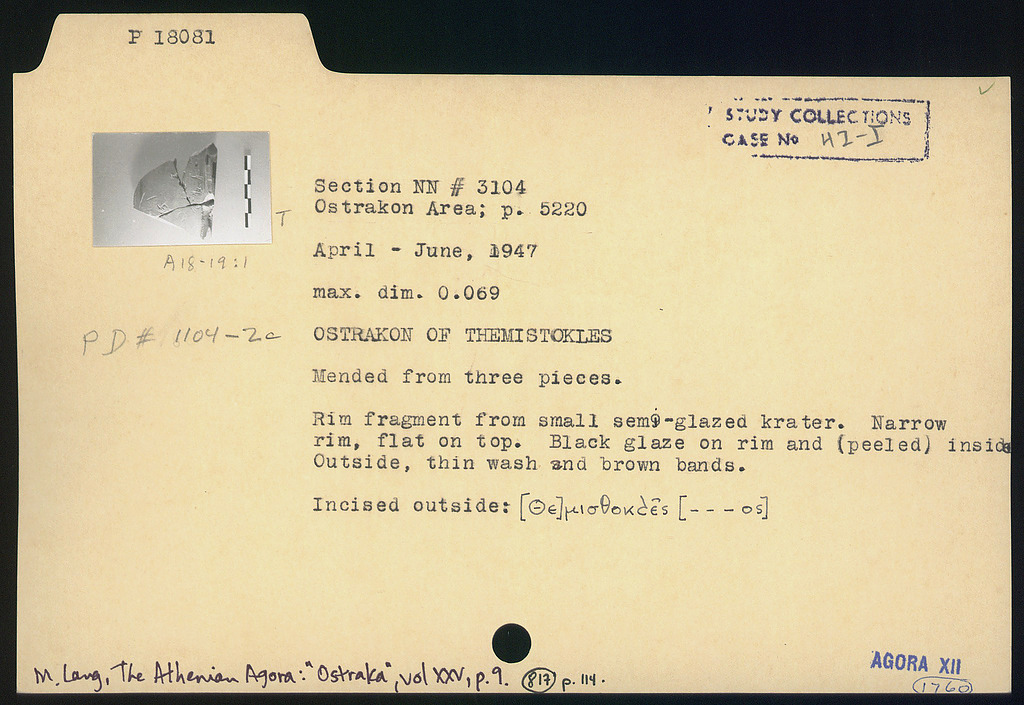 P 18081
STUDY COLLECTIONS
CASE No HI-I
Section NN # 3104
Ostrakon Area; p. 5220
T
April - June, 1947
A18-19:1
max. dim. 0.069
PD# 1104-2c
OSTRAKON OF THEMISTOKLES
Mended from three pieces.
Rim fragment from small semi-glazed krater. Narrow
rim, flat on top. Black glaze on rim and (peeled) inside
Outside, thin wash and brown bands.
Incised outside: [Θε]μισθοκλε̑ς [---ος]
M. Lang, The Athenian Agora: "Ostraka", vol XXV, p. 9. 817 p. 114.
AGORA XII
1760